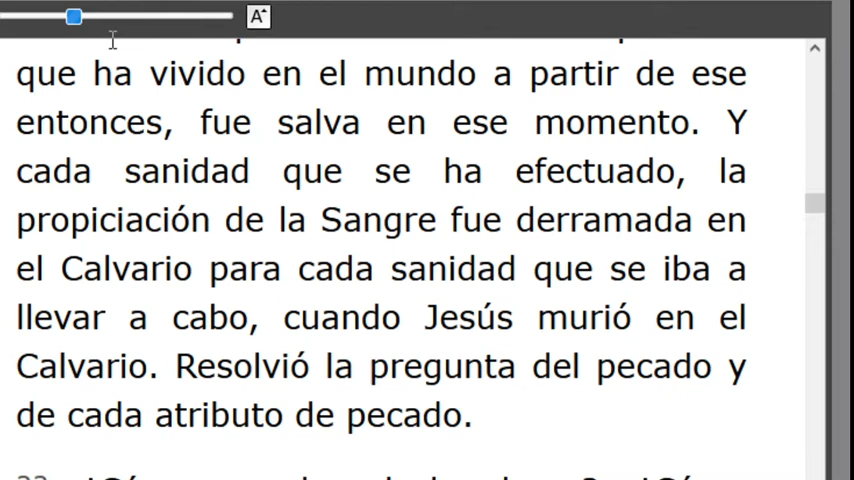 A
que ha vivido en el mundo a partir de ese
entonces, fue salva en ese momento. Y
cada sanidad que se ha efectuado, la
propiciación de la Sangre fue derramada en
el Calvario para cada sanidad que se iba a
llevar a cabo, cuando Jesús murió en el
Calvario. Resolvió la pregunta del pecado y
de cada atributo de pecado.